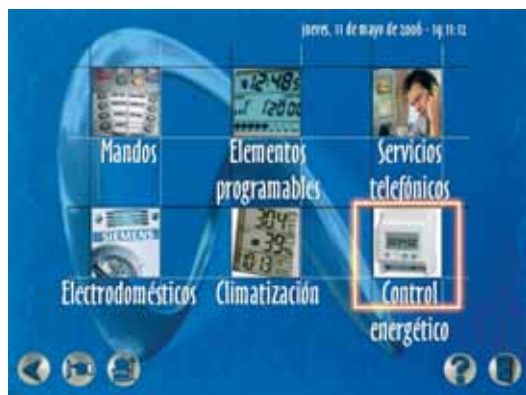 jueves, 11 de mayo de 2006 - 19:11:12
Mandos
Elementos
programables
Servicios
telefónicos
SIEMENS
Electrodomésticos
Climatización
Control
energético
?